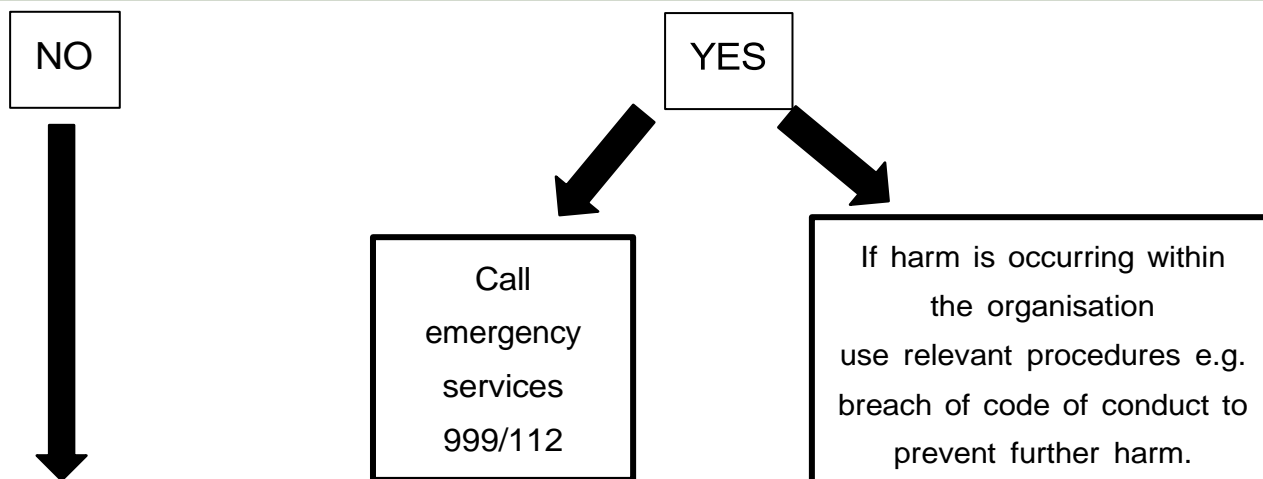 NO
YES
Call
emergency
services
999/112
If harm is occurring within
the organisation
use relevant procedures e.g.
breach of code of conduct to
prevent further harm.